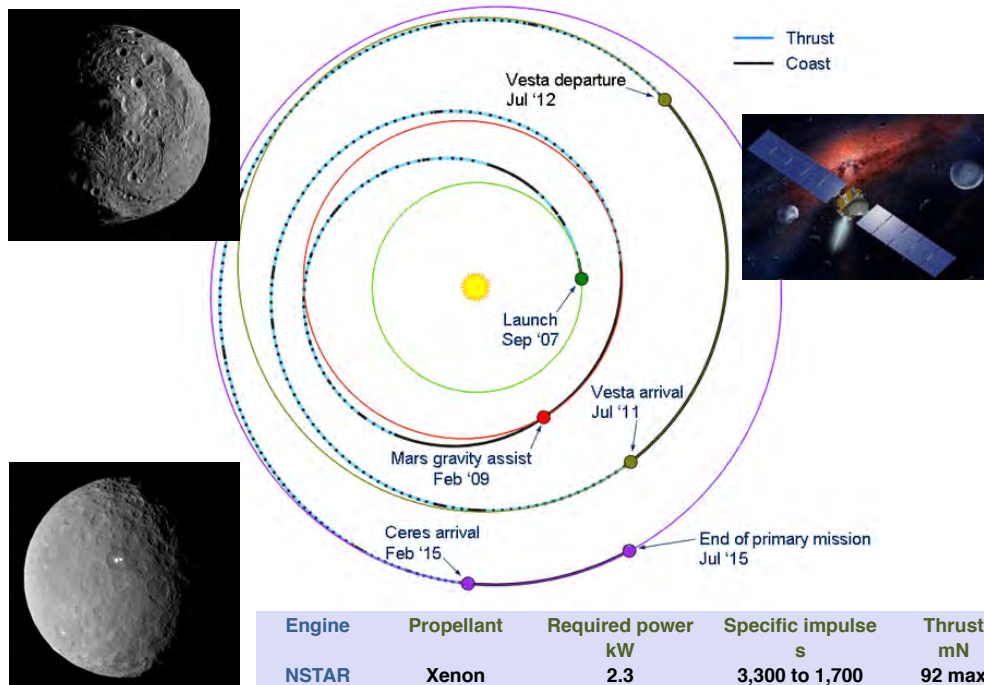 Thrust
Coast
Vesta departure
Jul ‘12
Launch
Sep ‘07
Vesta arrival
Jul ‘11
Mars gravity assist
Feb ‘09
Ceres arrival
Feb ‘15
End of primary mission
Jul ‘15
Engine Propellant Required power Specific impulse Thrust
kW s mN
NSTAR Xenon 2.3 3,300 to 1,700 92 max